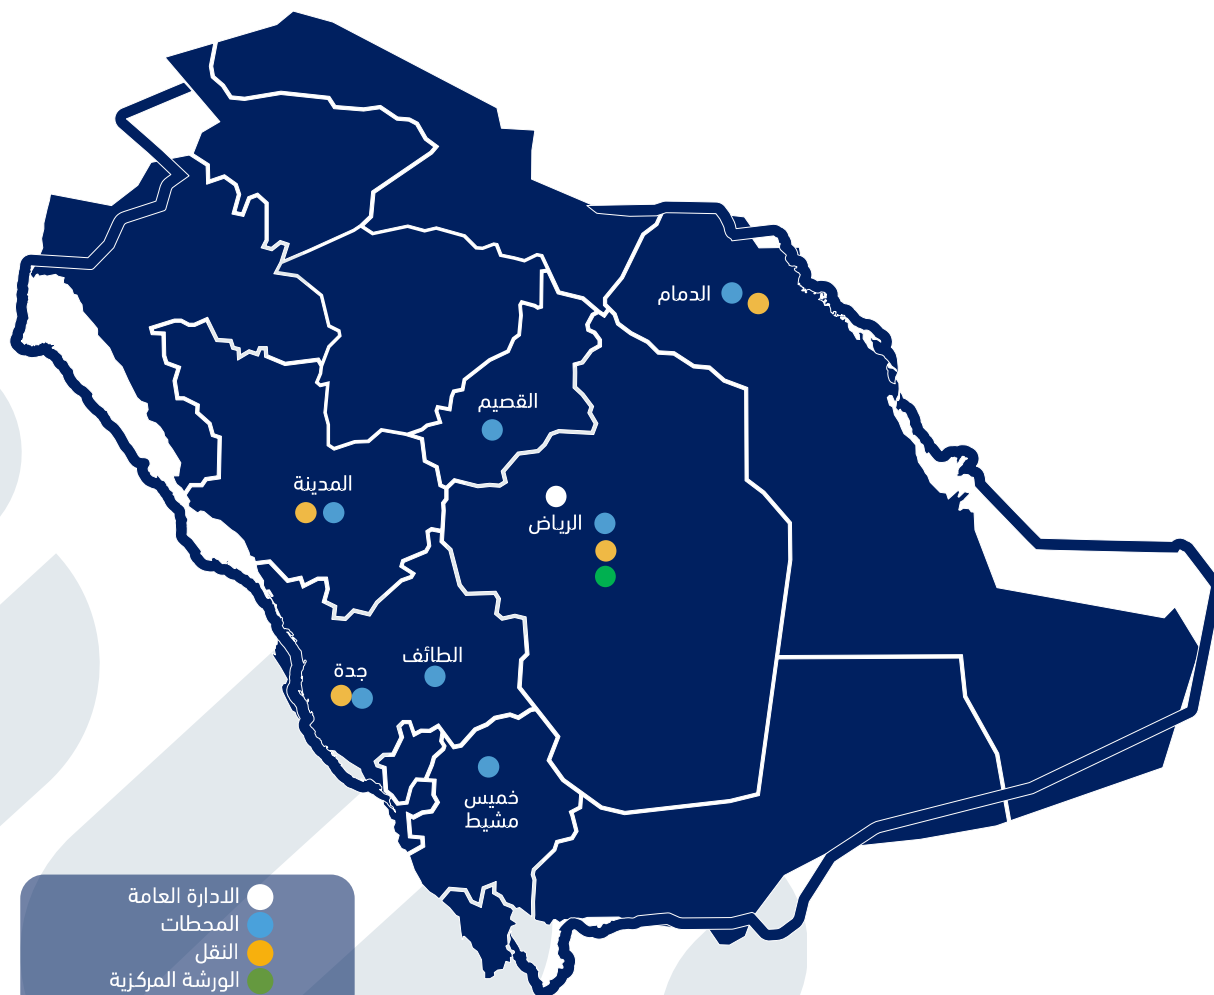 الدمام
القصيم
المدينة
الرياض
الطائف
جدة
خميس
مشيط
الادارة العامة
المحطات
النقل
الورشة المركزية